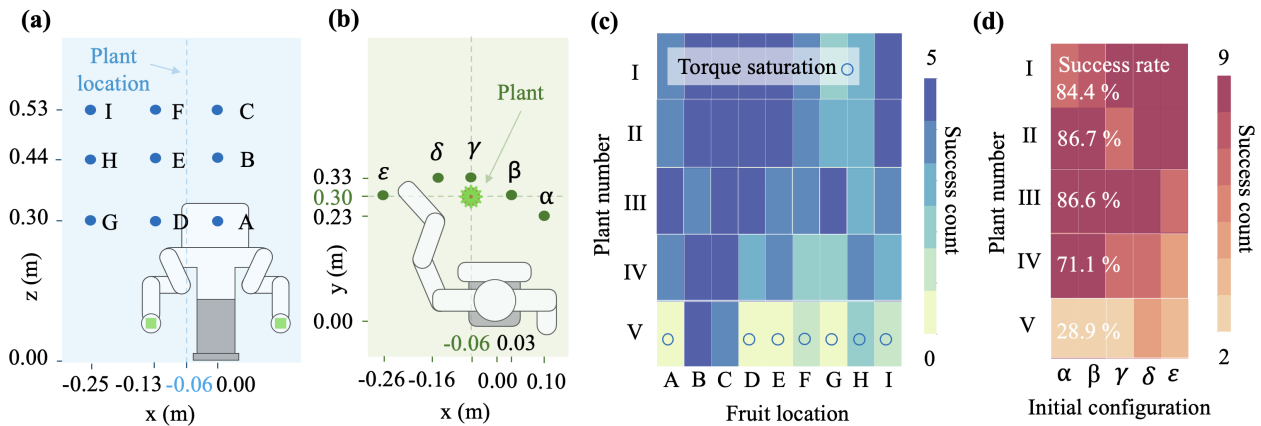 (a)
Plant
location
0.53
0.44
0.30
0.00
z (m)
I
F
C
H
E
B
G
D
A
-0.25
-0.13
-0.06
0.00
x (m)
(b)
Plant
ε
δ
γ
β
α
0.33
0.30
0.23
0.00
y (m)
-0.06
0.03
-0.26
-0.16
0.00
0.10
x (m)
(c)
Torque saturation
Plant number
I
II
III
IV
V
A B C D E F G H I
Fruit location
5
Success count
0
(d)
Success rate
84.4 %
86.7 %
86.6 %
71.1 %
28.9 %
Plant number
I
II
III
IV
V
α β γ δ ε
Initial configuration
9
Success count
2